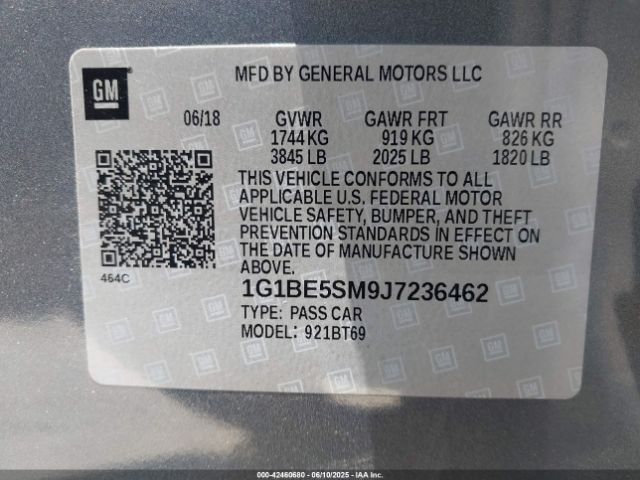 GM
MFD BY GENERAL MOTORS LLC
06/18 GVWR GAWR FRT GAWR RR
1744 KG 919 KG 826 KG
3845 LB 2025 LB 1820 LB
THIS VEHICLE CONFORMS TO ALL
APPLICABLE U.S. FEDERAL MOTOR
VEHICLE SAFETY, BUMPER, AND THEFT
PREVENTION STANDARDS IN EFFECT ON
THE DATE OF MANUFACTURE SHOWN
ABOVE.
464C
1G1BE5SM9J7236462
TYPE: PASS CAR
MODEL: 921BT69
000-42460680 - 06/10/2025 - IAAI.com